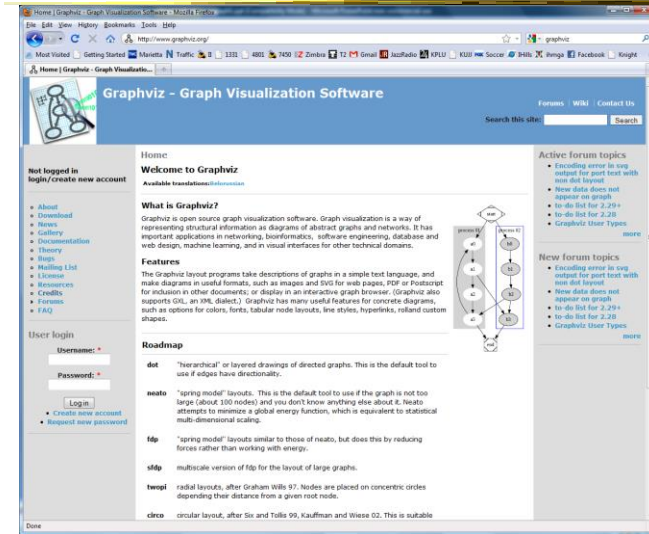 Home | Graphviz - Graph Visualization Software - Mozilla Firefox
File Edit View History Bookmarks Tools Help
http://www.graphviz.org/
graphviz
Most Visited Getting Started Marietta Traffic 8 1331 4801 7450 Zimbra T2 Gmail JazzRadio KPLU KUJJ Soccer JHills ihmga Facebook Knight
Home | Graphviz - Graph Visualizatio...
Graphviz - Graph Visualization Software
Forums Wiki Contact Us
Search this site:
Search
Not logged in
login/create new account
About
Download
News
Gallery
Documentation
Theory
Bugs
Mailing List
License
Resources
Credits
Forums
FAQ
User login
Username: *
Password: *
Log in
Create new account
Request new password
Home
Welcome to Graphviz
Available translations:Belorussian
What is Graphviz?
Graphviz is open source graph visualization software. Graph visualization is a way of
representing structural information as diagrams of abstract graphs and networks. It has
important applications in networking, bioinformatics, software engineering, database and
web design, machine learning, and in visual interfaces for other technical domains.
Features
The Graphviz layout programs take descriptions of graphs in a simple text language, and
make diagrams in useful formats, such as images and SVG for web pages, PDF or Postscript
for inclusion in other documents; or display in an interactive graph browser. (Graphviz also
supports GXL, an XML dialect.) Graphviz has many useful features for concrete diagrams,
such as options for colors, fonts, tabular node layouts, line styles, hyperlinks, rolland custom
shapes.
start
process #1 process #2
a0 b0
a1 b1
a2 b2
a3 b3
end
Roadmap
dot "hierarchical" or layered drawings of directed graphs. This is the default tool to
use if edges have directionality.
neato "spring model" layouts. This is the default tool to use if the graph is not too
large (about 100 nodes) and you don't know anything else about it. Neato
attempts to minimize a global energy function, which is equivalent to statistical
multi-dimensional scaling.
fdp "spring model" layouts similar to those of neato, but does this by reducing
forces rather than working with energy.
sfdp multiscale version of fdp for the layout of large graphs.
twopi radial layouts, after Graham Wills 97. Nodes are placed on concentric circles
depending their distance from a given root node.
circo circular layout, after Six and Tollis 99, Kauffman and Wiese 02. This is suitable
Active forum topics
Encoding error in svg
output for port text with
non dot layout
New data does not
appear on graph
to-do list for 2.29+
to-do list for 2.28
Graphviz User Types
more
New forum topics
Encoding error in svg
output for port text with
non dot layout
New data does not
appear on graph
to-do list for 2.29+
to-do list for 2.28
Graphviz User Types
more
Done